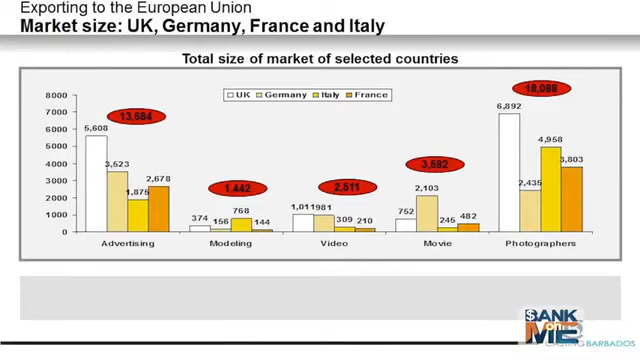 Exporting to the European Union
Market size: UK, Germany, France and Italy
Total size of market of selected countries
UK Germany Italy France
8000
7000
6000
5000
4000
3000
2000
1000
0
13,684
5,608
3,523
1,875
2,678
Advertising
1,442
374
156
768
144
Modeling
2,511
1,011
981
309
210
Video
3,582
752
2,103
245
482
Movie
18,088
6,892
2,435
4,958
3,803
Photographers
$BANK
on
ME
BARBADOS